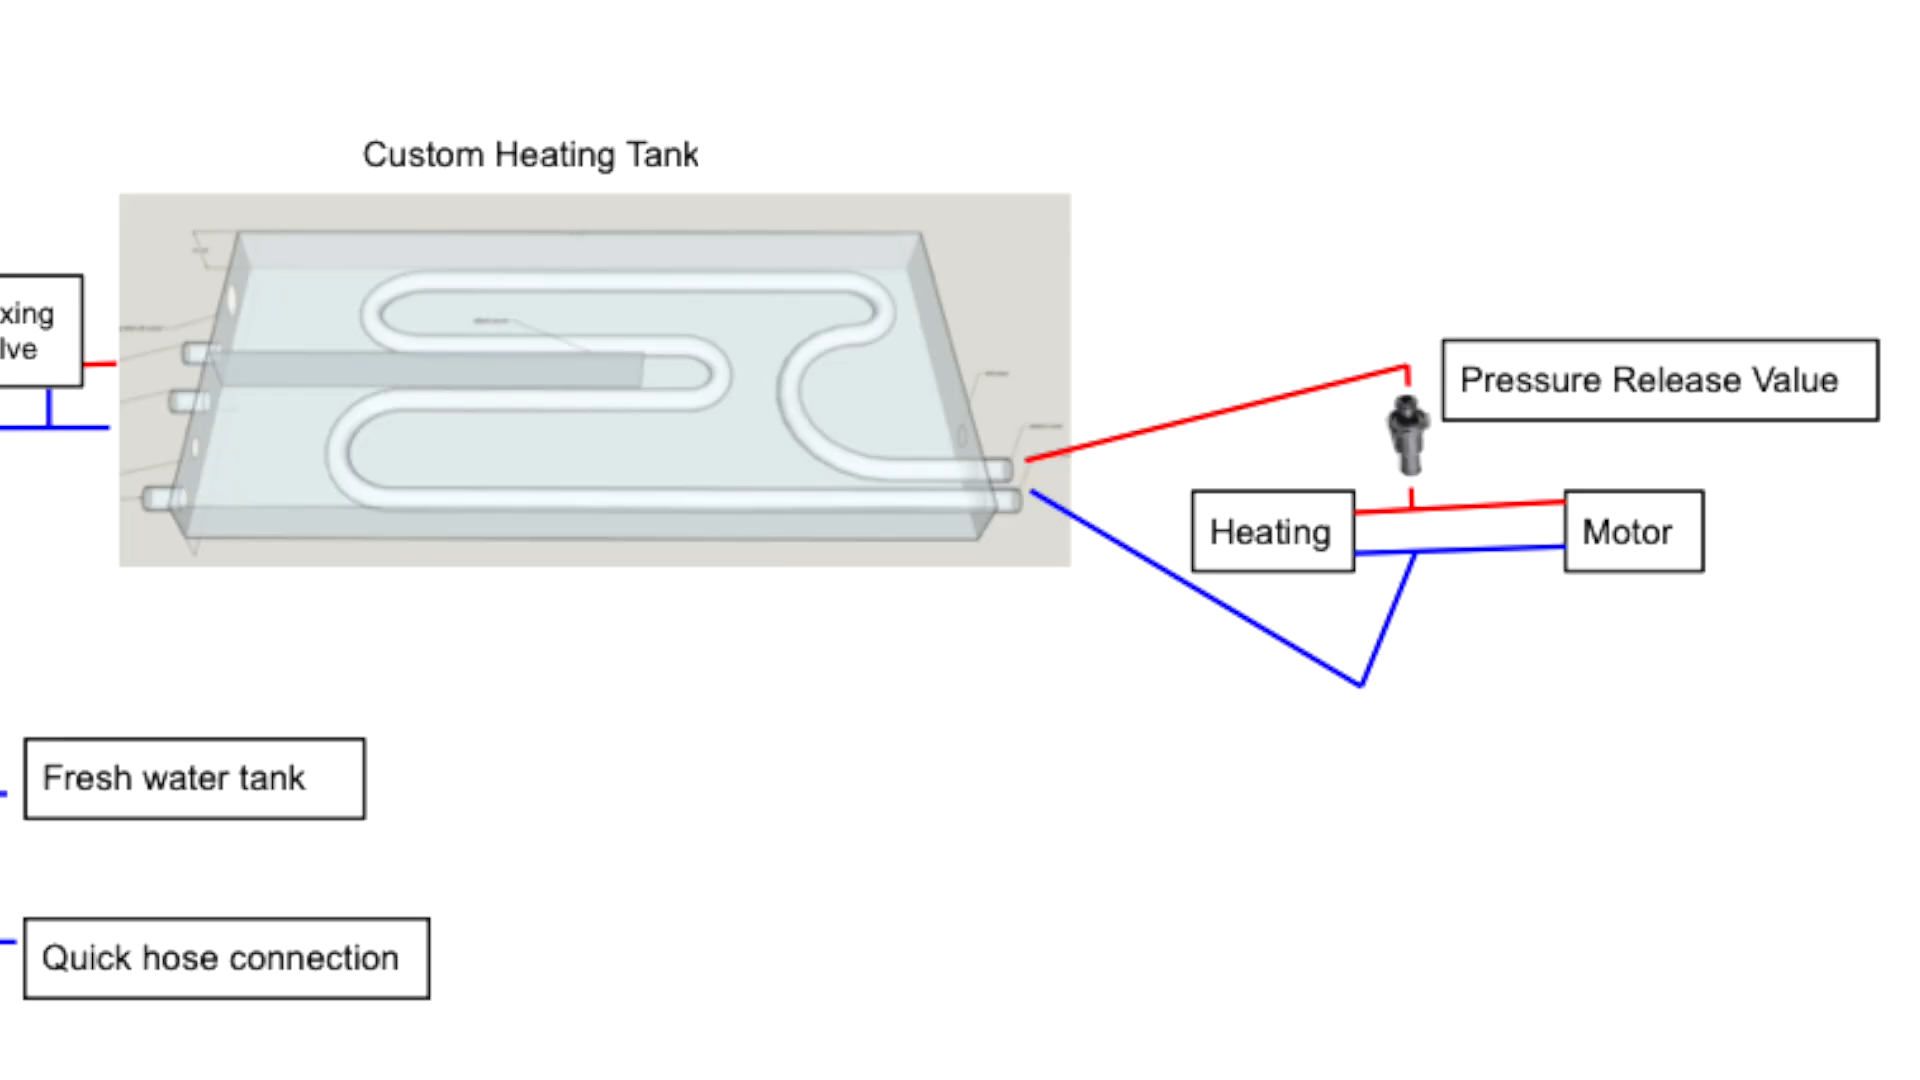 Custom Heating Tank
xing
lve
Pressure Release Value
Heating
Motor
Fresh water tank
Quick hose connection